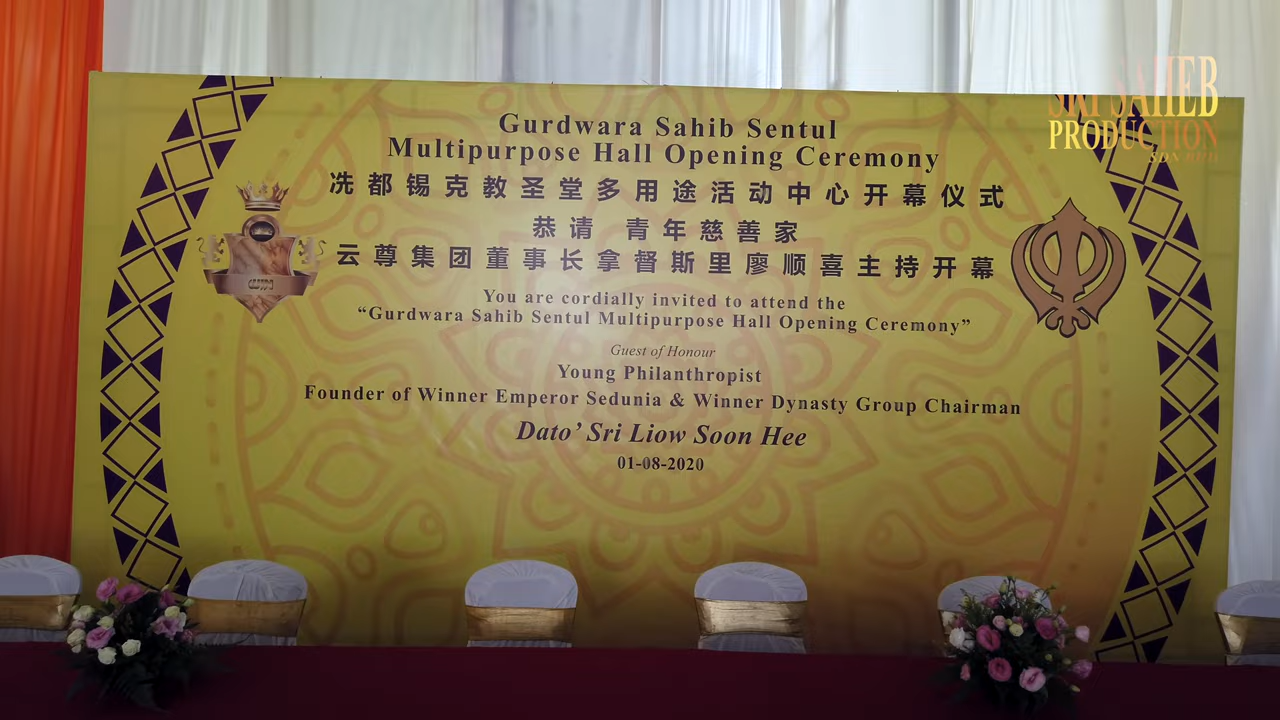 SRI SAHEB
PRODUCTION
SDN BHD
Gurdwara Sahib Sentul
Multipurpose Hall Opening Ceremony
冼都锡克教圣堂多用途活动中心开幕仪式
恭请 青年慈善家
云尊集团董事长拿督斯里廖顺喜主持开幕
You are cordially invited to attend the
“Gurdwara Sahib Sentul Multipurpose Hall Opening Ceremony”
Guest of Honour
Young Philanthropist
Founder of Winner Emperor Sedunia & Winner Dynasty Group Chairman
Dato’ Sri Liow Soon Hee
01-08-2020